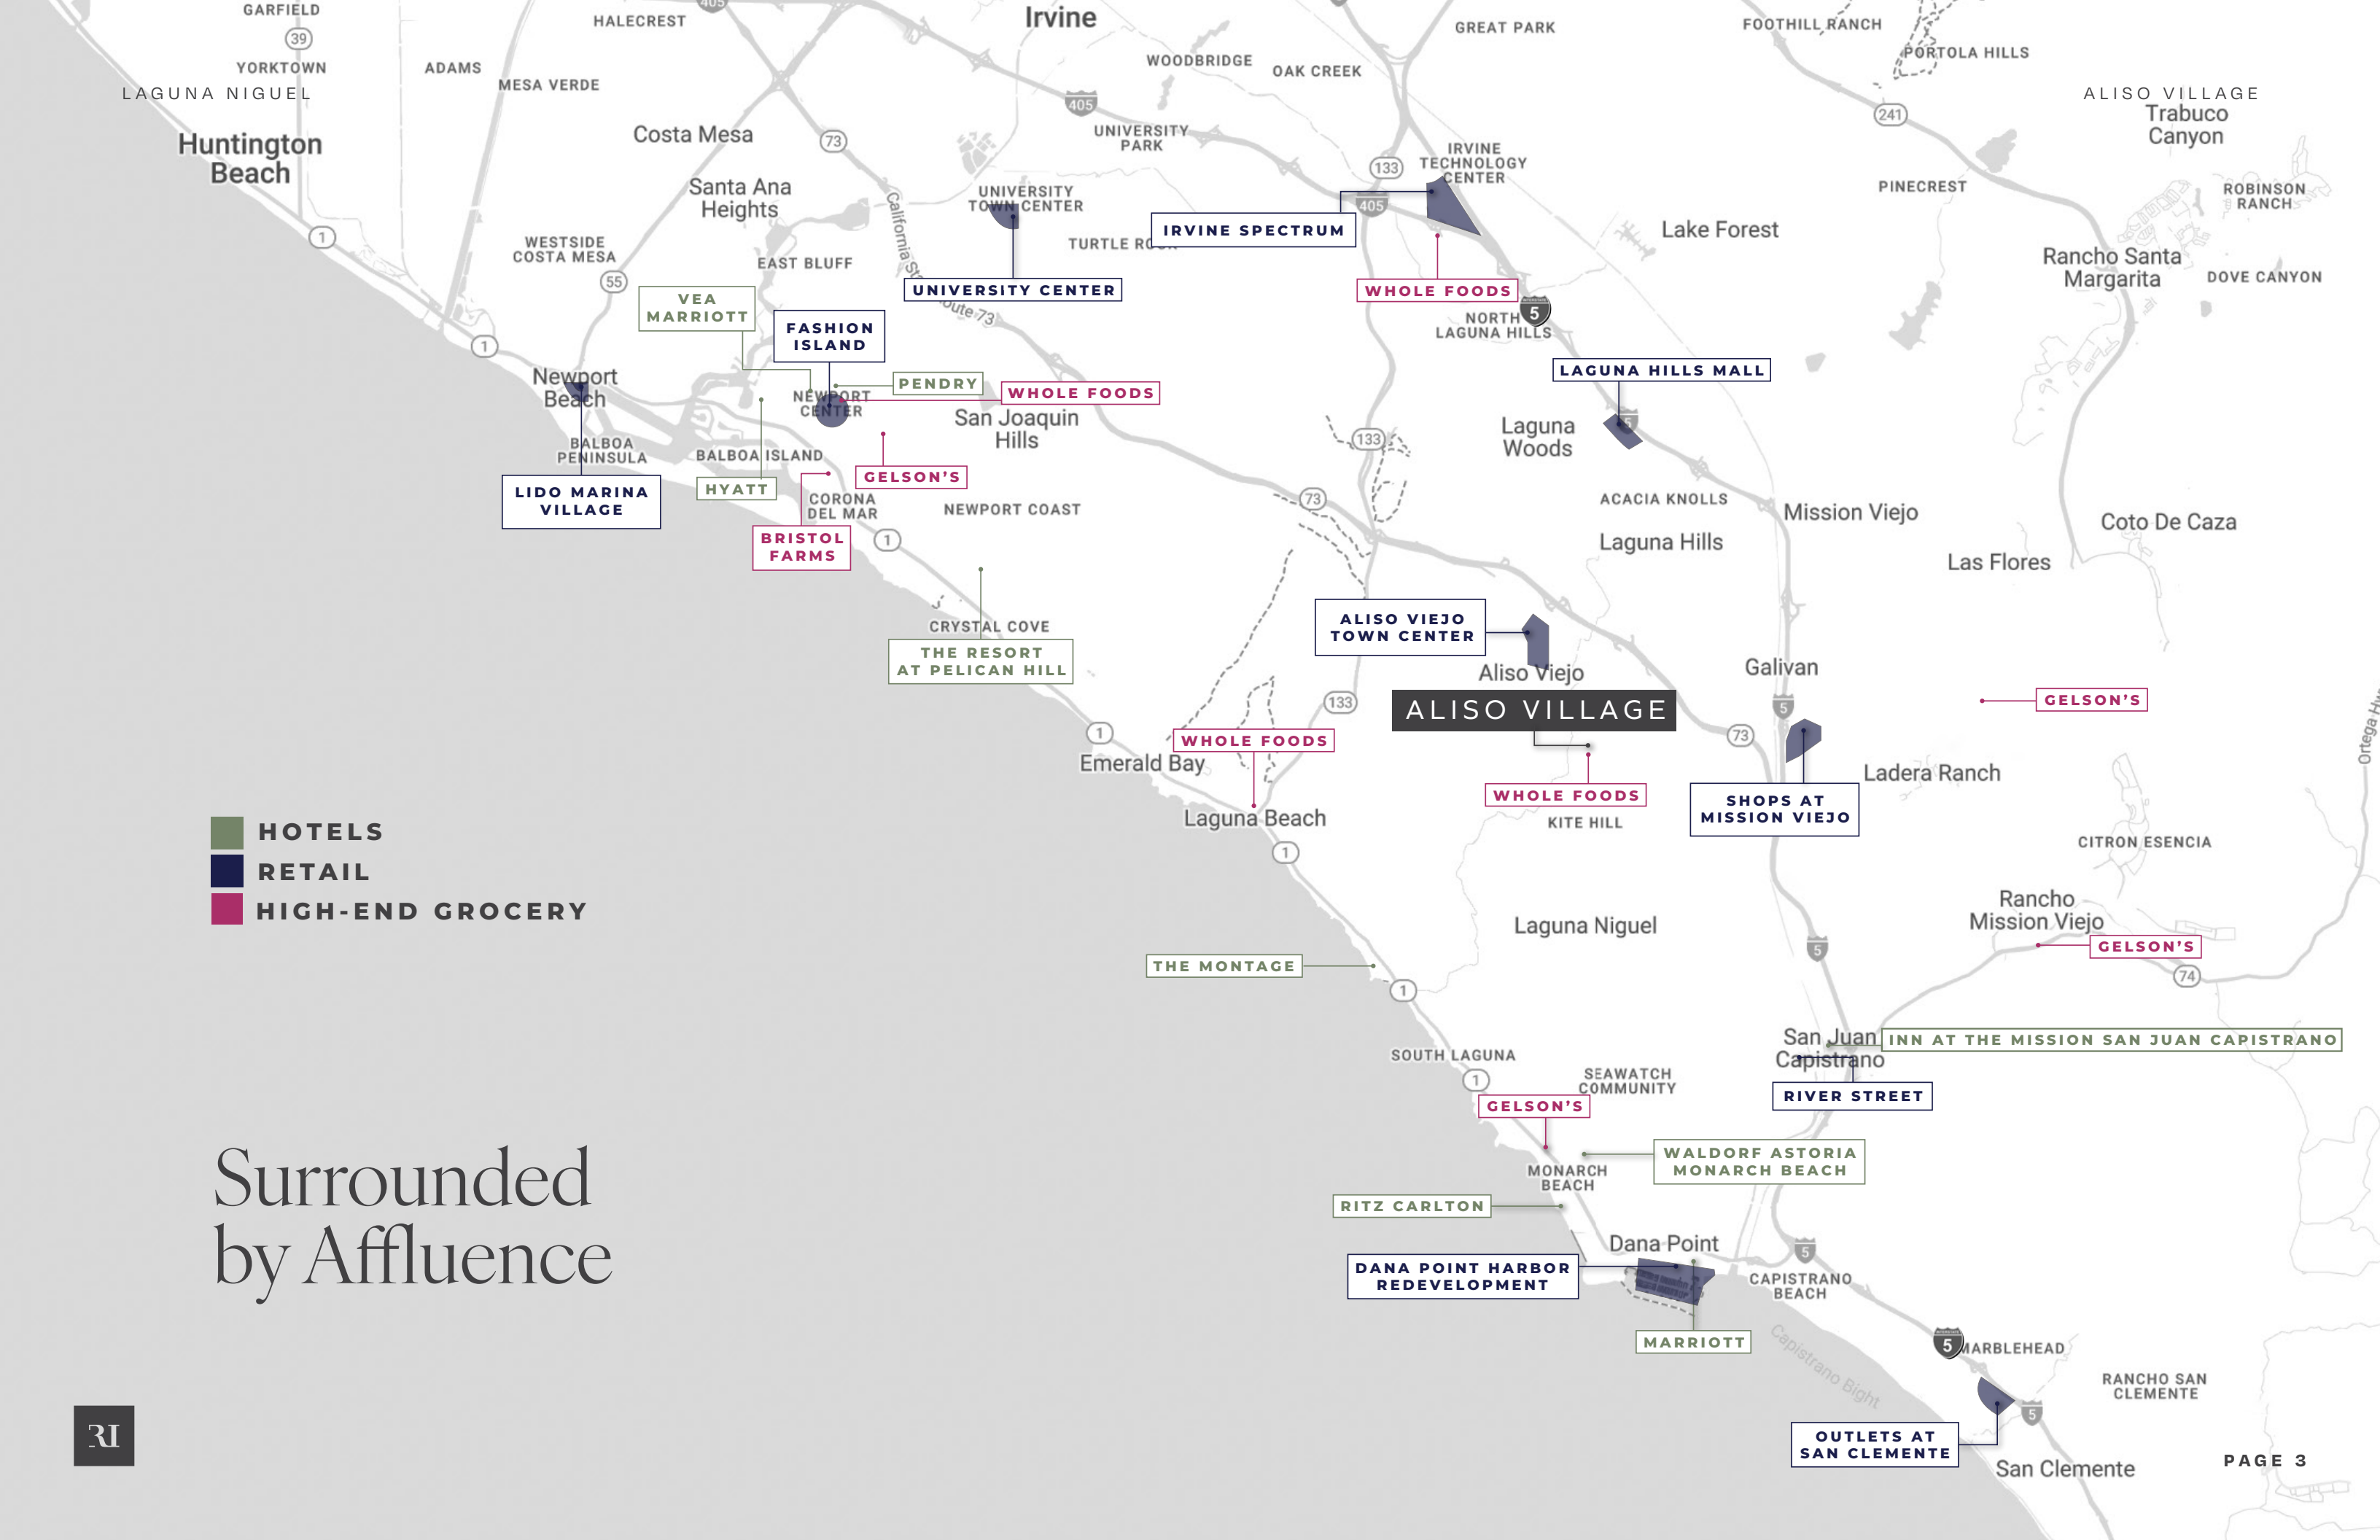 GARFIELD
39
YORKTOWN
ADAMS
HALECREST
405
MESA VERDE
Irvine
WOODBRIDGE
OAK CREEK
GREAT PARK
FOOTHILL RANCH
PORTOLA HILLS
LAGUNA NIGUEL
ALISO VILLAGE
Huntington
Beach
Costa Mesa
73
405
UNIVERSITY
PARK
241
Trabuco
Canyon
133
IRVINE
TECHNOLOGY
CENTER
405
Santa Ana
Heights
UNIVERSITY
TOWN CENTER
PINECREST
ROBINSON
RANCH
1
WESTSIDE
COSTA MESA
55
EAST BLUFF
California St
oute 73
TURTLE ROCK
IRVINE SPECTRUM
Lake Forest
Rancho Santa
Margarita
DOVE CANYON
UNIVERSITY CENTER
WHOLE FOODS
5
NORTH
LAGUNA HILLS
VEA
MARRIOTT
FASHION
ISLAND
1
LAGUNA HILLS MALL
Newport
Beach
NEWPORT
CENTER
PENDRY
WHOLE FOODS
San Joaquin
Hills
5
Laguna
Woods
133
BALBOA
PENINSULA
BALBOA ISLAND
GELSON'S
LIDO MARINA
VILLAGE
HYATT
CORONA
DEL MAR
NEWPORT COAST
73
ACACIA KNOLLS
Mission Viejo
Coto De Caza
BRISTOL
FARMS
1
Laguna Hills
Las Flores
CRYSTAL COVE
THE RESORT
AT PELICAN HILL
ALISO VIEJO
TOWN CENTER
Aliso Viejo
Galivan
133
ALISO VILLAGE
5
GELSON'S
Ortega H
1
Emerald Bay
WHOLE FOODS
73
Ladera Ranch
WHOLE FOODS
SHOPS AT
MISSION VIEJO
Laguna Beach
KITE HILL
HOTELS
RETAIL
HIGH-END GROCERY
1
CITRON ESENCIA
Rancho
Mission Viejo
Laguna Niguel
5
GELSON'S
74
THE MONTAGE
1
San Juan
Capistrano
INN AT THE MISSION SAN JUAN CAPISTRANO
SOUTH LAGUNA
1
SEAWATCH
COMMUNITY
RIVER STREET
GELSON'S
WALDORF ASTORIA
MONARCH BEACH
MONARCH
BEACH
RITZ CARLTON
Surrounded
by Affluence
Dana Point
5
DANA POINT HARBOR
REDEVELOPMENT
CAPISTRANO
BEACH
MARRIOTT
Capistrano Bight
5
MARBLEHEAD
RANCHO SAN
CLEMENTE
5
OUTLETS AT
SAN CLEMENTE
San Clemente
RI
PAGE 3